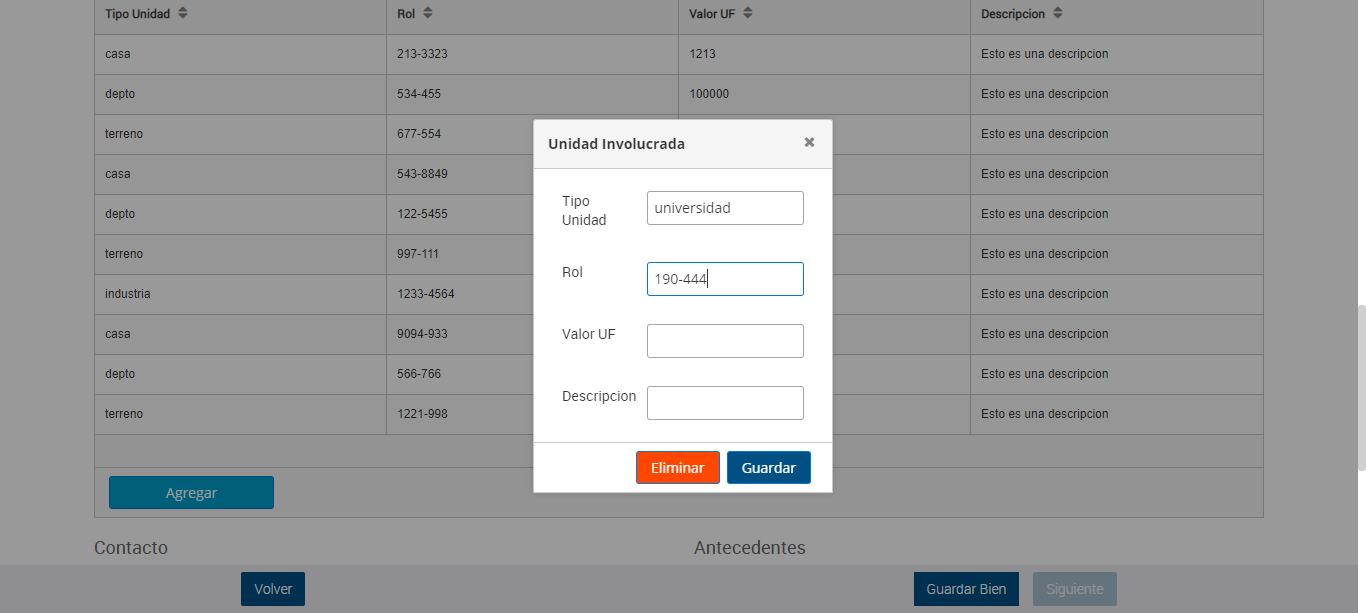 Tipo Unidad Rol Valor UF Descripcion
casa 213-3323 1213 Esto es una descripcion
depto 534-455 100000 Esto es una descripcion
terreno 677-554 Esto es una descripcion
casa 543-8849 Esto es una descripcion
depto 122-5455 Esto es una descripcion
terreno 997-111 Esto es una descripcion
industria 1233-4564 Esto es una descripcion
casa 9094-933 Esto es una descripcion
depto 566-766 Esto es una descripcion
terreno 1221-998 Esto es una descripcion
Agregar
Unidad Involucrada
Tipo
Unidad
universidad
Rol 190-444
Valor UF
Descripcion
Eliminar Guardar
Contacto Antecedentes
Volver Guardar Bien Siguiente